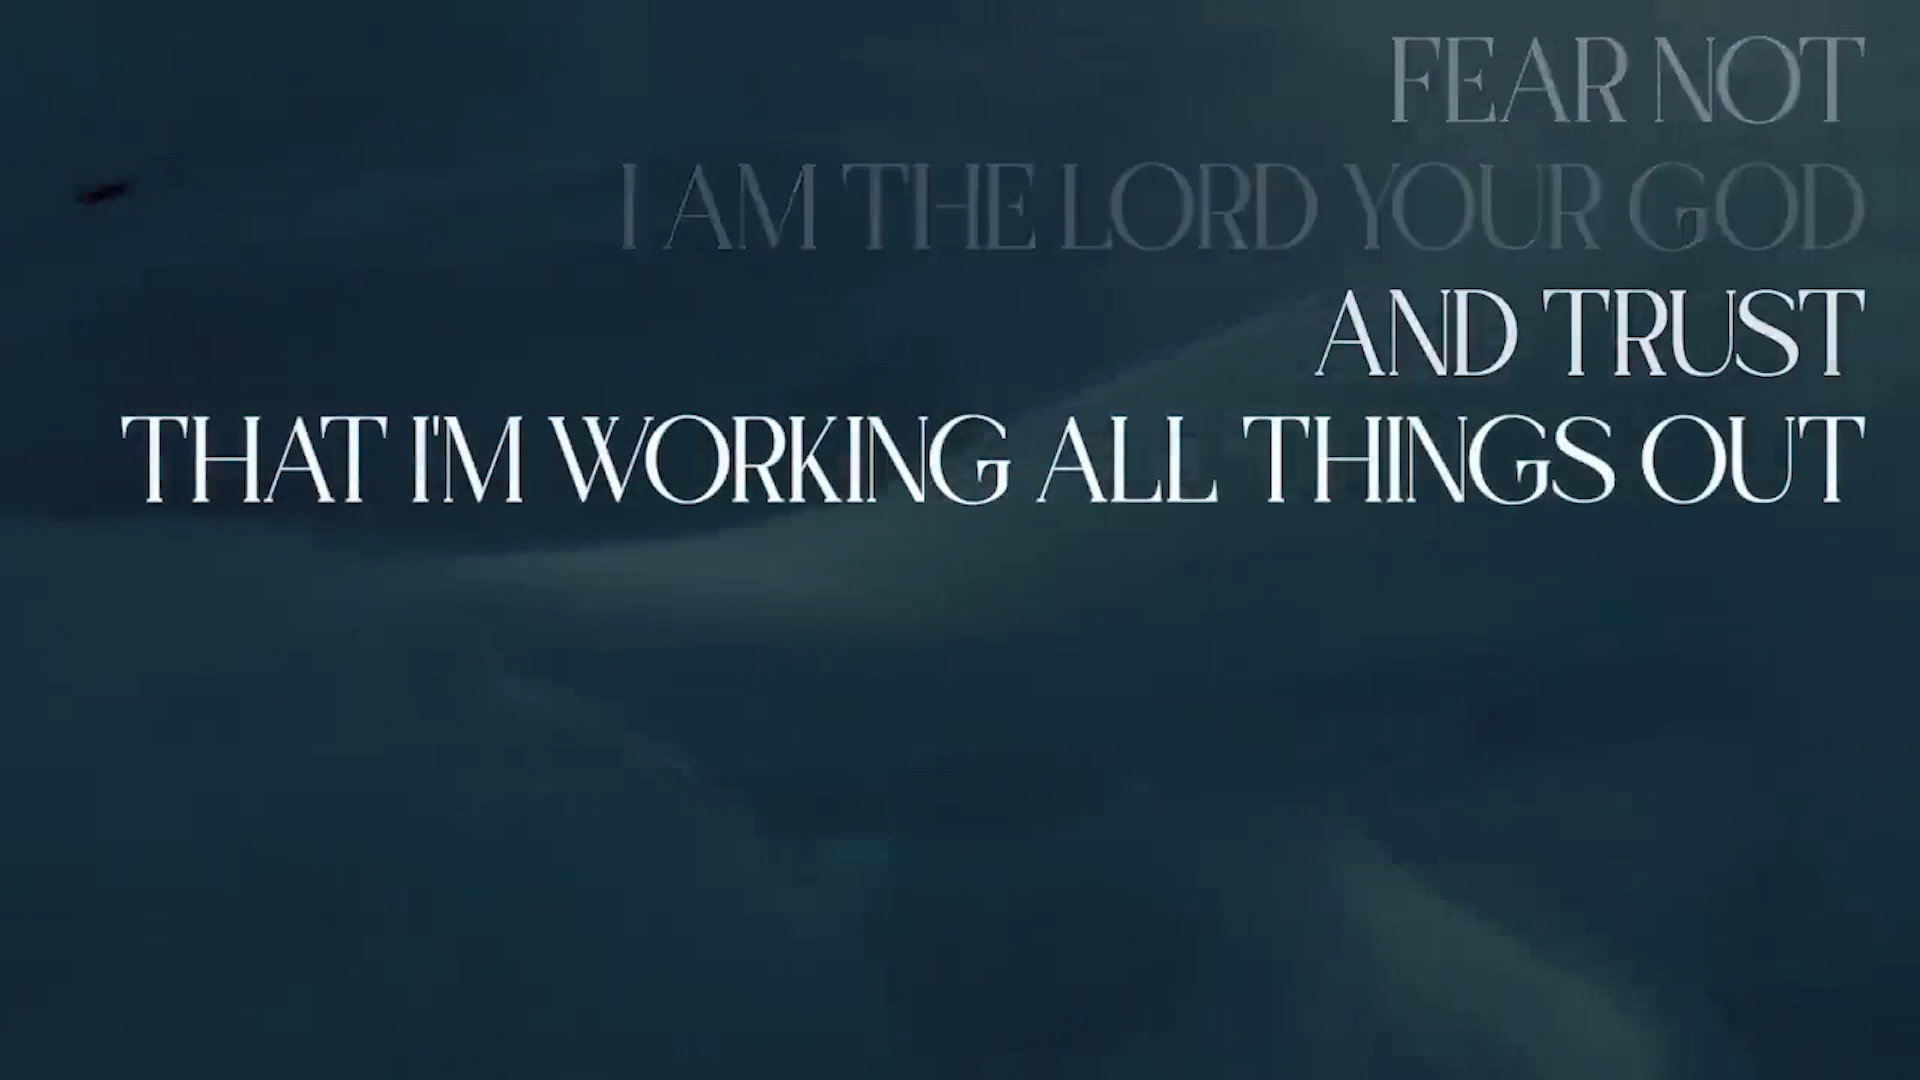 FEAR NOT
I AM THE LORD YOUR GOD
AND TRUST
THAT I'M WORKING ALL THINGS OUT